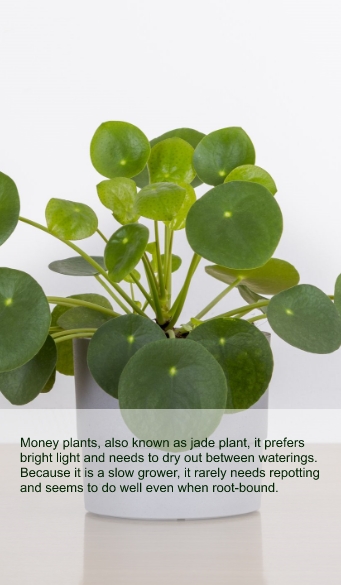 Money plants, also known as jade plant, it prefers
bright light and needs to dry out between waterings.
Because it is a slow grower, it rarely needs repotting
and seems to do well even when root-bound.